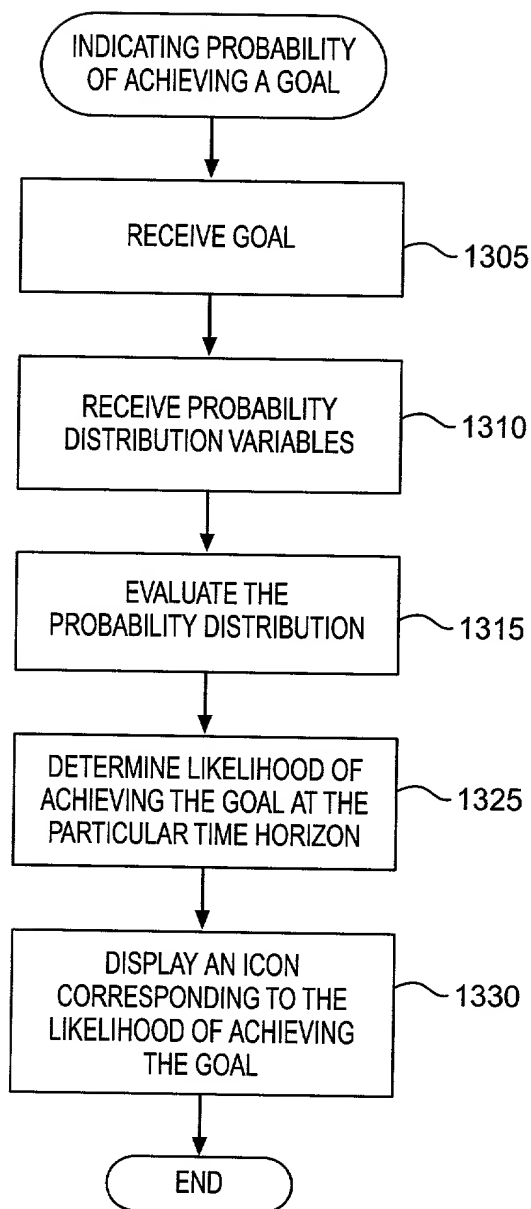 INDICATING PROBABILITY
OF ACHIEVING A GOAL
RECEIVE GOAL
1305
RECEIVE PROBABILITY
DISTRIBUTION VARIABLES
1310
EVALUATE THE
PROBABILITY DISTRIBUTION
1315
DETERMINE LIKELIHOOD OF
ACHIEVING THE GOAL AT THE
PARTICULAR TIME HORIZON
1325
DISPLAY AN ICON
CORRESPONDING TO THE
LIKELIHOOD OF ACHIEVING
THE GOAL
1330
END